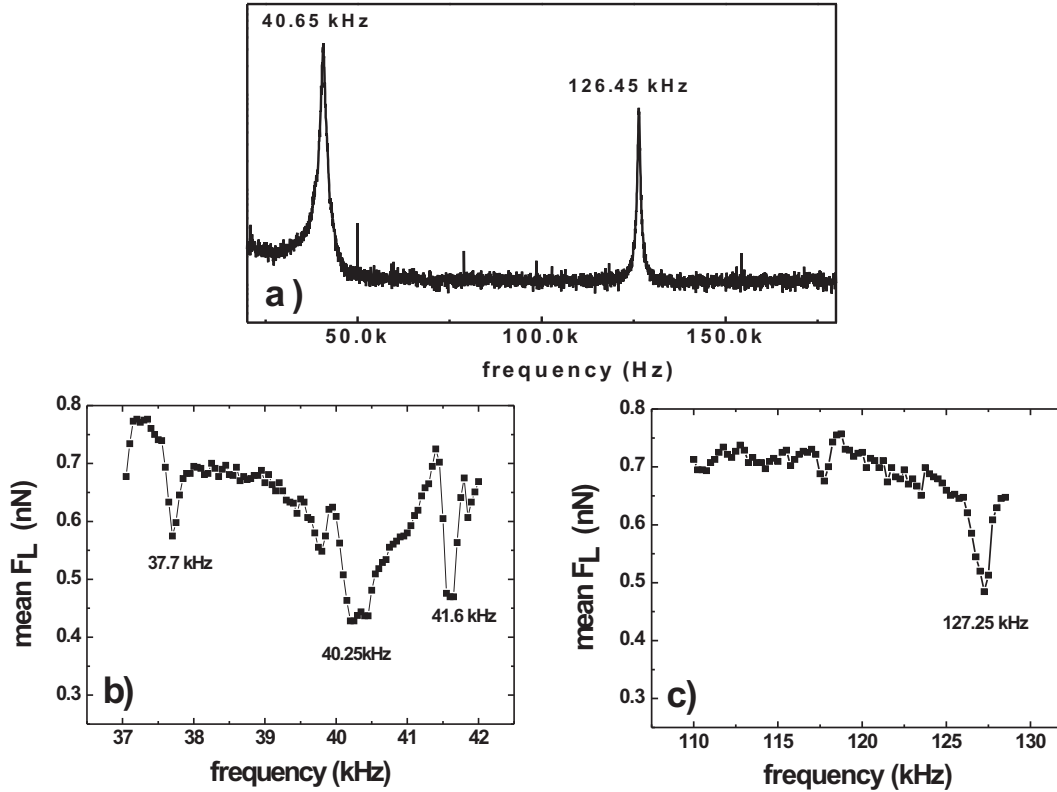 40.65 kHz
126.45 kHz
a)
50.0k 100.0k 150.0k
frequency (Hz)
0.8
0.7
0.6
0.5
0.4
0.3
mean FL (nN)
37.7 kHz
40.25kHz
41.6 kHz
b)
37 38 39 40 41 42
frequency (kHz)
0.8
0.7
0.6
0.5
0.4
0.3
mean FL (nN)
127.25 kHz
c)
110 115 120 125 130
frequency (kHz)